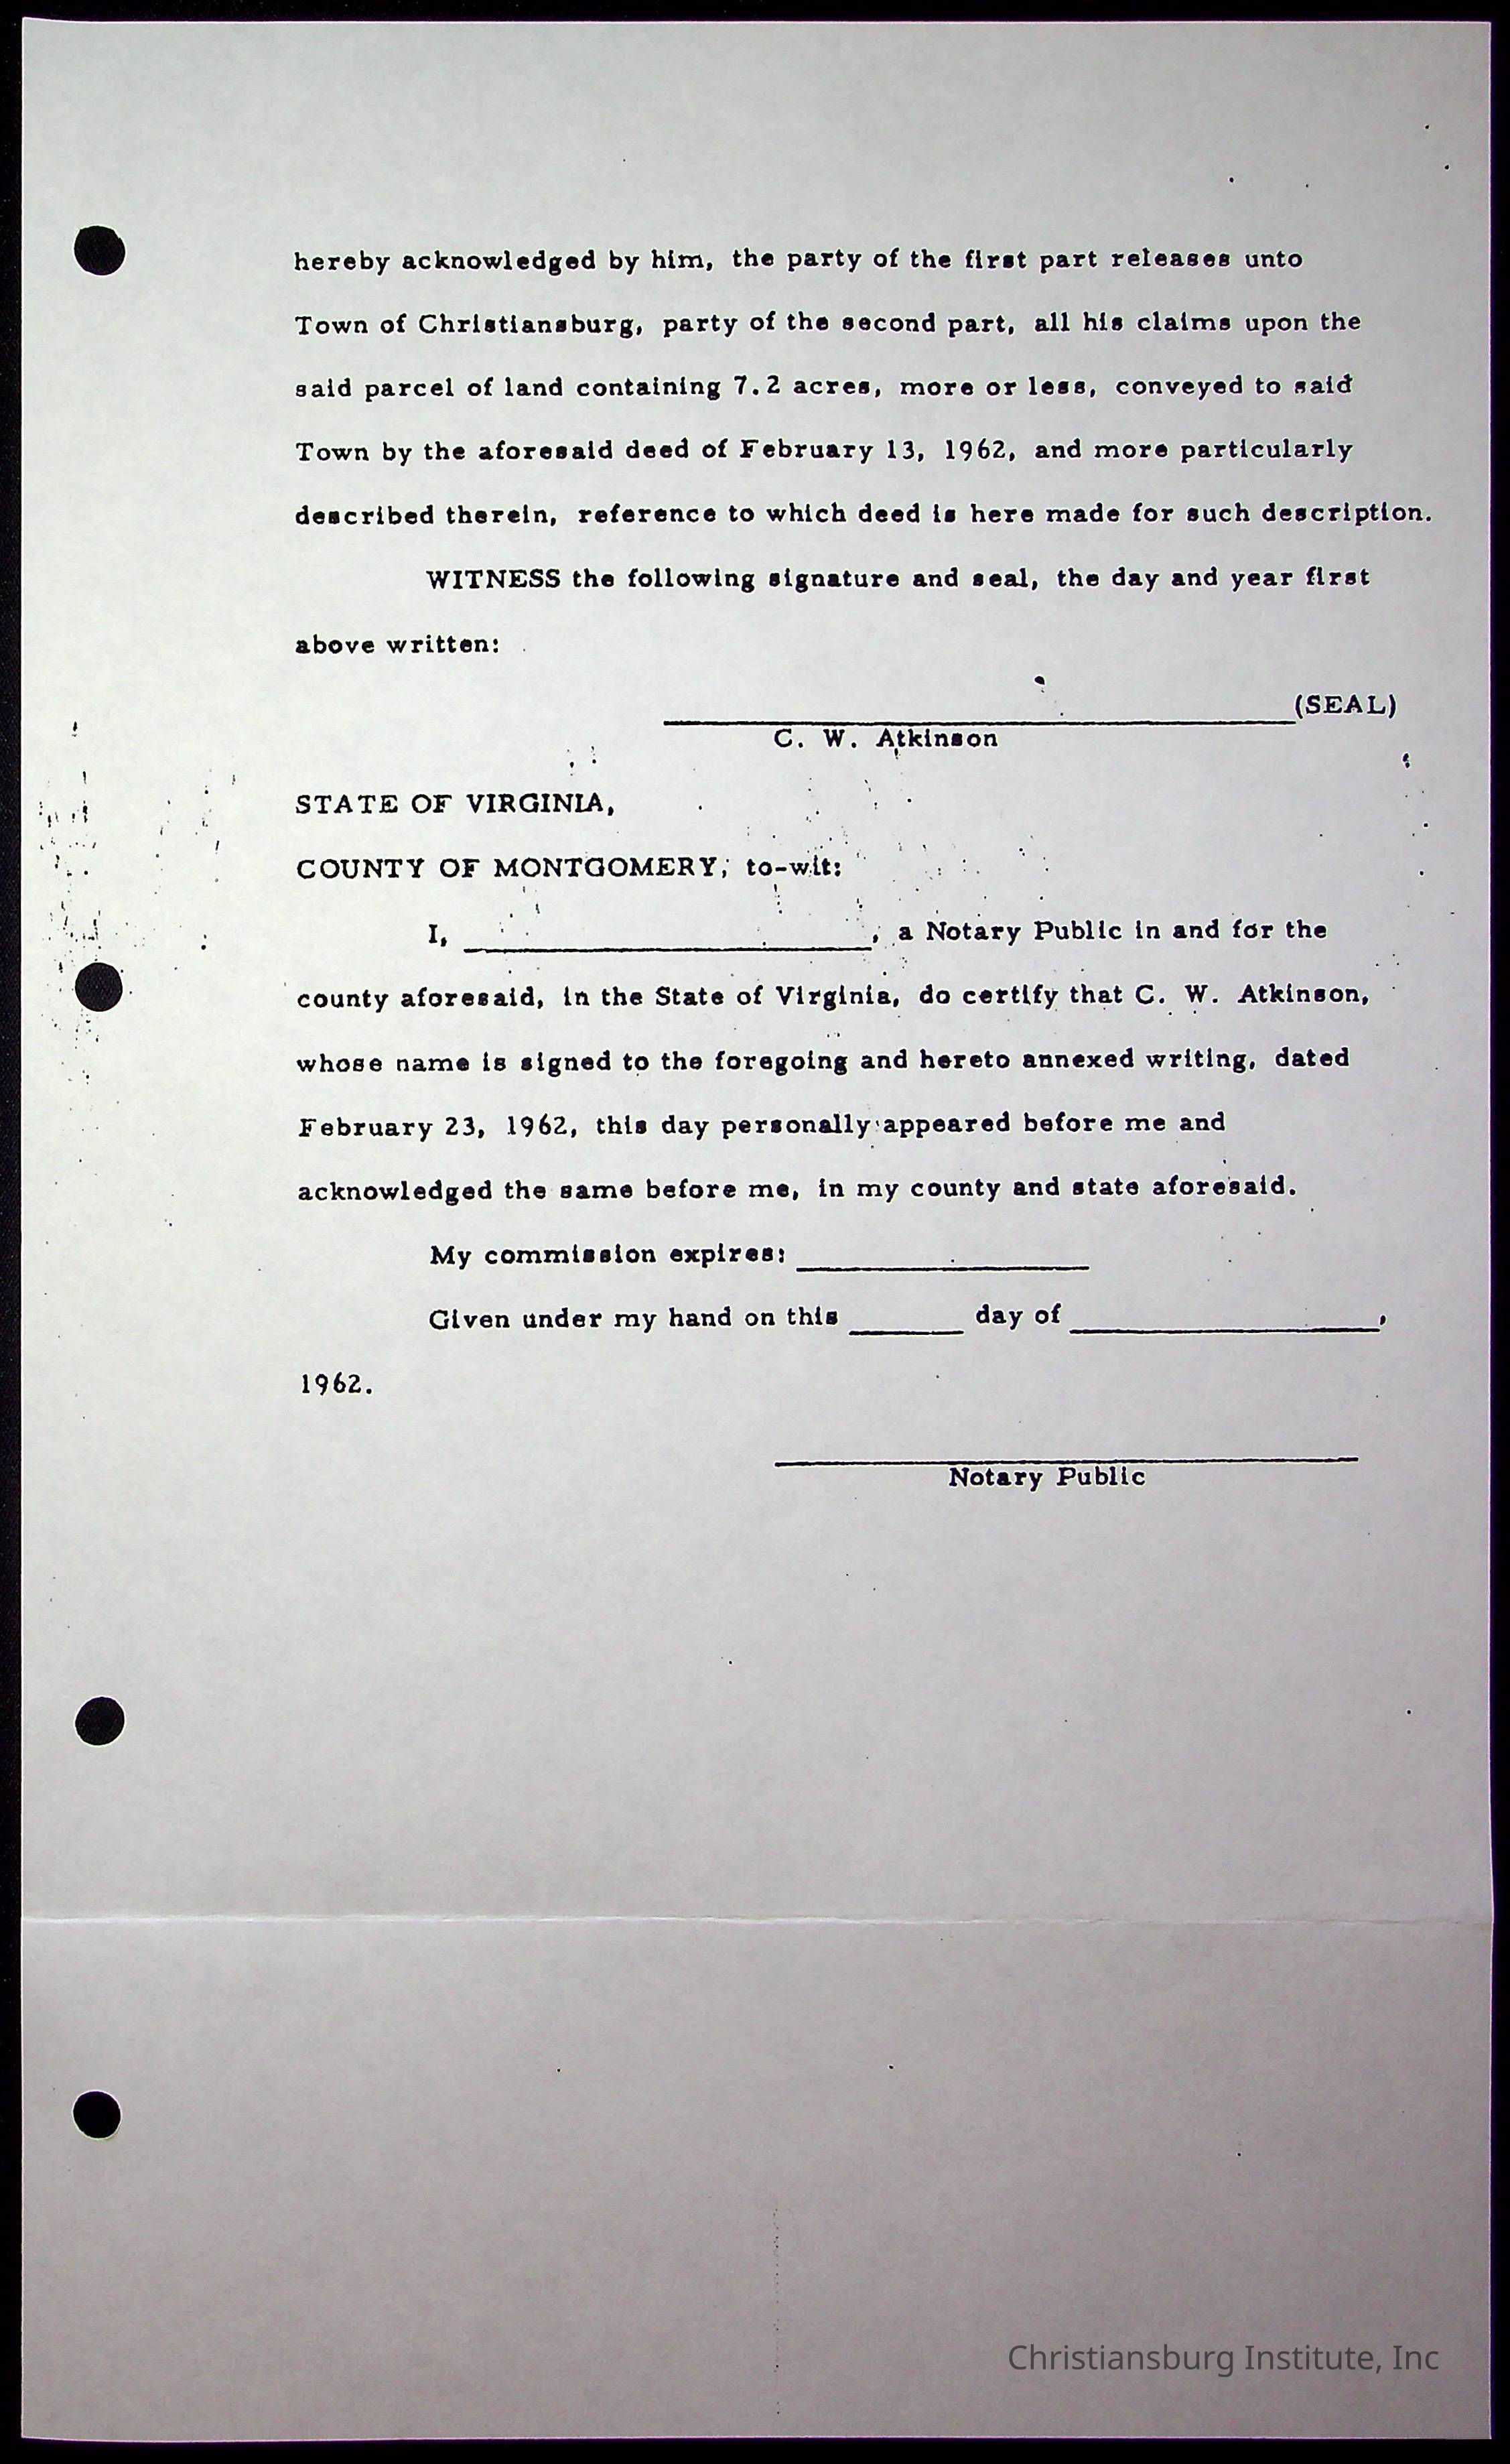 hereby acknowledged by him, the party of the first part releases unto
Town of Christiansburg, party of the second part, all his claims upon the
said parcel of land containing 7.2 acres, more or less, conveyed to said
Town by the aforesaid deed of February 13, 1962, and more particularly
described therein, reference to which deed is here made for such description.
WITNESS the following signature and seal, the day and year first
above written:
(SEAL)
C. W. Atkinson
STATE OF VIRGINIA,
COUNTY OF MONTGOMERY, to-wit:
I, ____________________, a Notary Public in and for the
county aforesaid, in the State of Virginia, do certify that C. W. Atkinson,
whose name is signed to the foregoing and hereto annexed writing, dated
February 23, 1962, this day personally appeared before me and
acknowledged the same before me, in my county and state aforesaid.
My commission expires: ______________
Given under my hand on this ______ day of _______________,
1962.
Notary Public
Christiansburg Institute, Inc